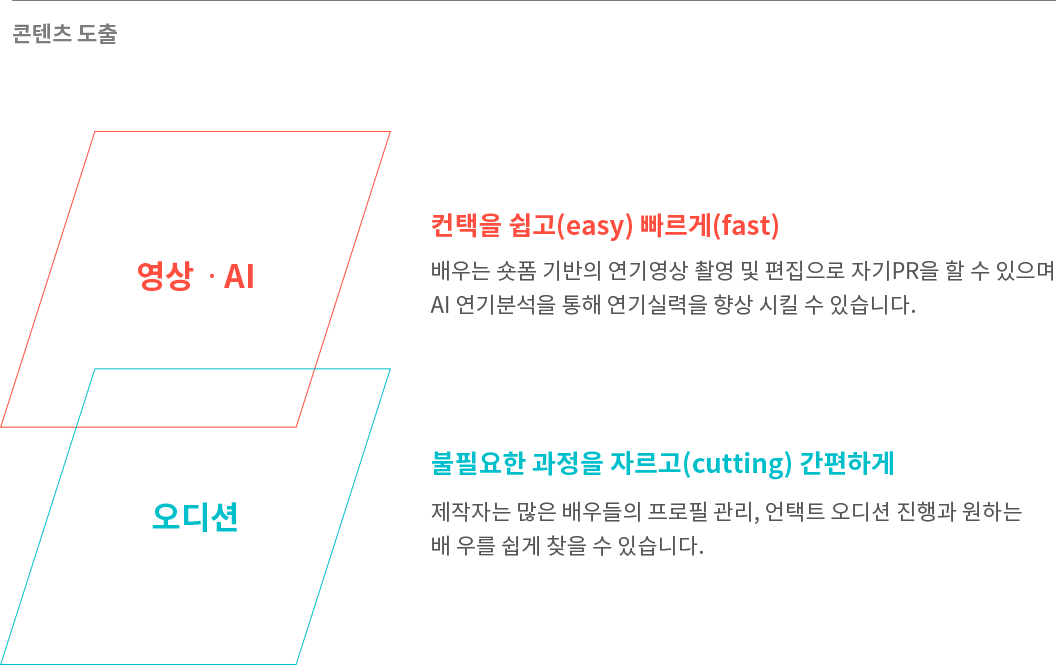 콘텐츠 도출
영상 · AI
컨택을 쉽고(easy) 빠르게(fast)
배우는 숏폼 기반의 연기영상 촬영 및 편집으로 자기PR을 할 수 있으며
AI 연기분석을 통해 연기실력을 향상 시킬 수 있습니다.
오디션
불필요한 과정을 자르고(cutting) 간편하게
제작자는 많은 배우들의 프로필 관리, 언택트 오디션 진행과 원하는
배 우를 쉽게 찾을 수 있습니다.